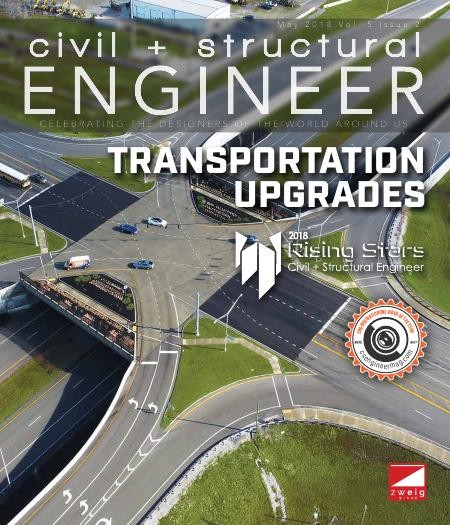 May 2018 Vol. 5 Issue 2
civil + structural
ENGINEER
CELEBRATING THE DESIGNERS OF THE WORLD AROUND US
TRANSPORTATION
UPGRADES
2018
Rising Stars
Civil + Structural Engineer
csengineermag.com
zweig
group